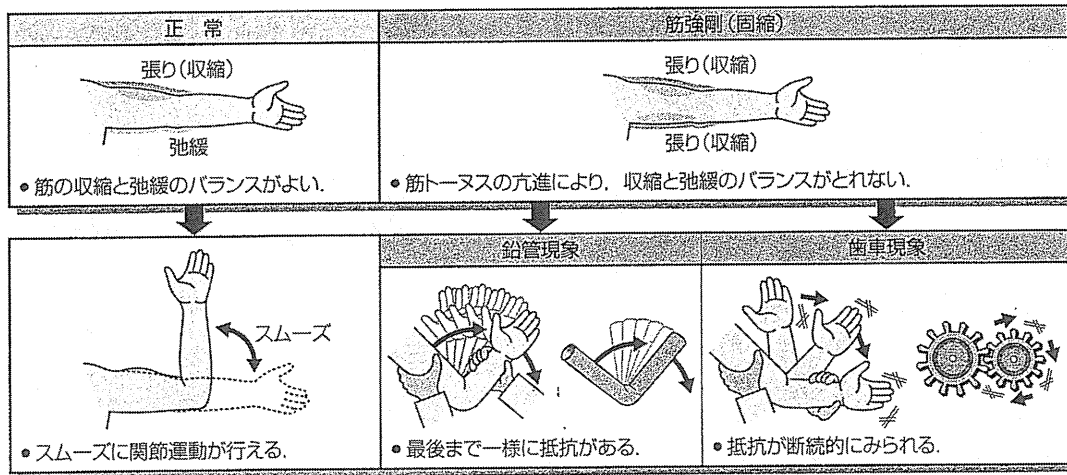 正常
筋強剛(固縮)
張り(収縮)
弛緩
• 筋の収縮と弛緩のバランスがよい.
張り(収縮)
張り(収縮)
• 筋トーヌスの亢進により,収縮と弛緩のバランスがとれない.
スムーズ
• スムーズに関節運動が行える.
鉛管現象
• 最後まで一様に抵抗がある.
歯車現象
• 抵抗が断続的にみられる.